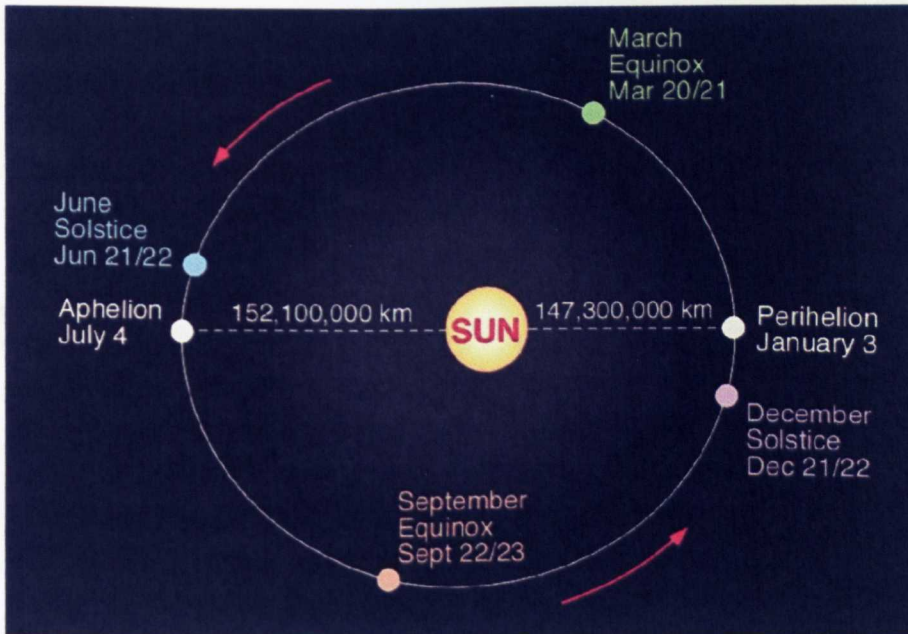 March
Equinox
Mar 20/21
June
Solstice
Jun 21/22
Aphelion
July 4
152,100,000 km
SUN
147,300,000 km
Perihelion
January 3
December
Solstice
Dec 21/22
September
Equinox
Sept 22/23